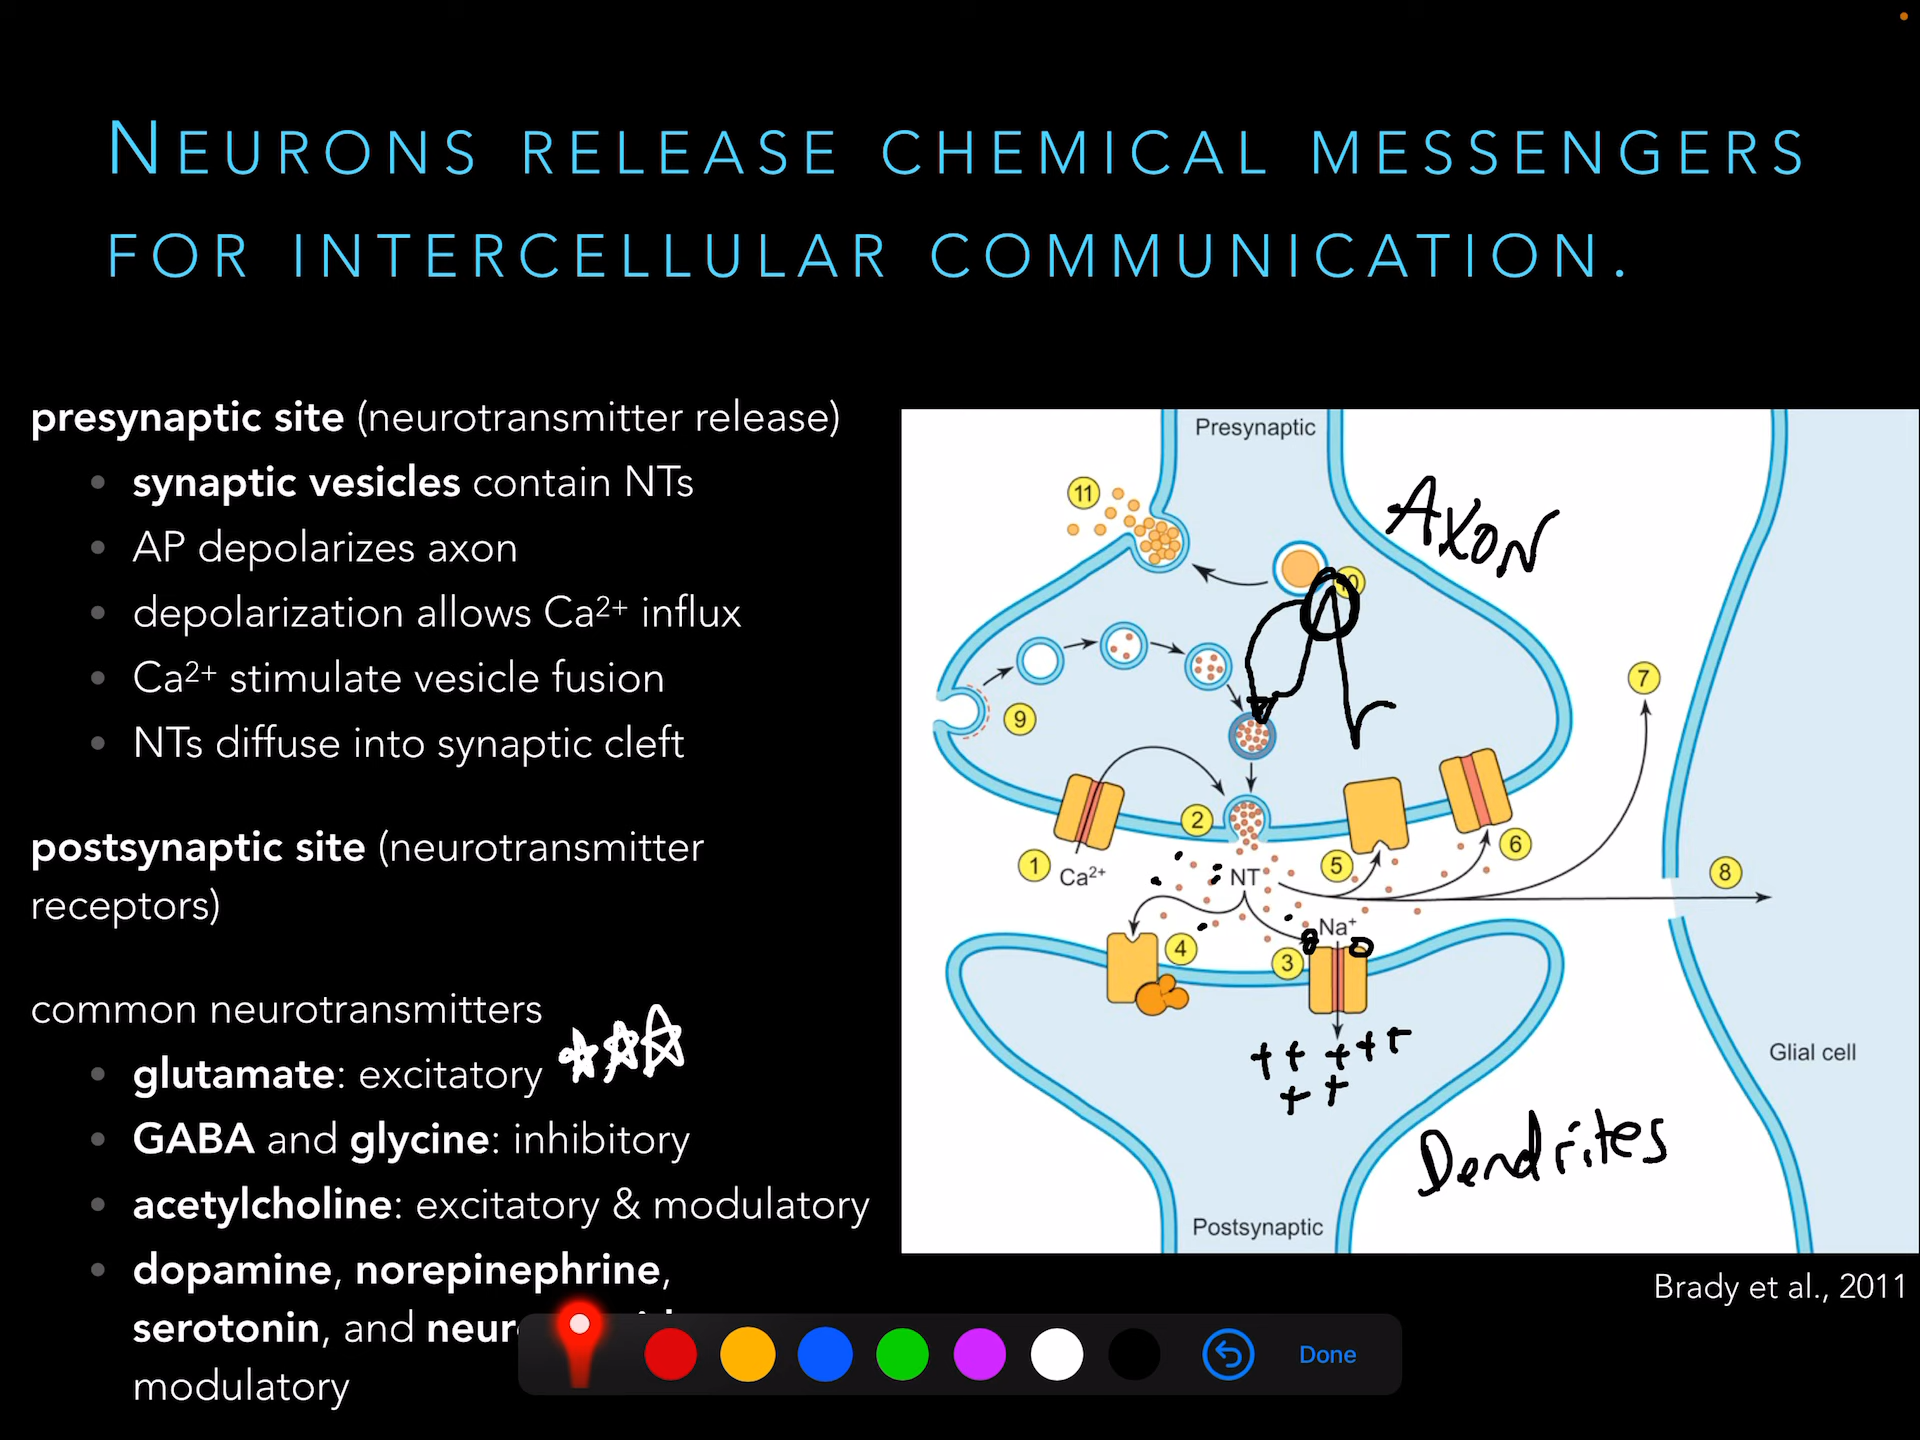 NEURONS RELEASE CHEMICAL MESSENGERS
FOR INTERCELLULAR COMMUNICATION.
presynaptic site (neurotransmitter release)
• synaptic vesicles contain NTs
• AP depolarizes axon
• depolarization allows Ca²⁺ influx
• Ca²⁺ stimulate vesicle fusion
• NTs diffuse into synaptic cleft
postsynaptic site (neurotransmitter
receptors)
common neurotransmitters
• glutamate: excitatory
• GABA and glycine: inhibitory
• acetylcholine: excitatory & modulatory
• dopamine, norepinephrine,
serotonin, and
modulatory
Presynaptic
11
AXON
9
7
2
6
1
Ca²⁺
5
NT
8
Na⁺
4
3
+ + + + +
+ +
Glial cell
Dendrites
Postsynaptic
Brady et al., 2011
Done